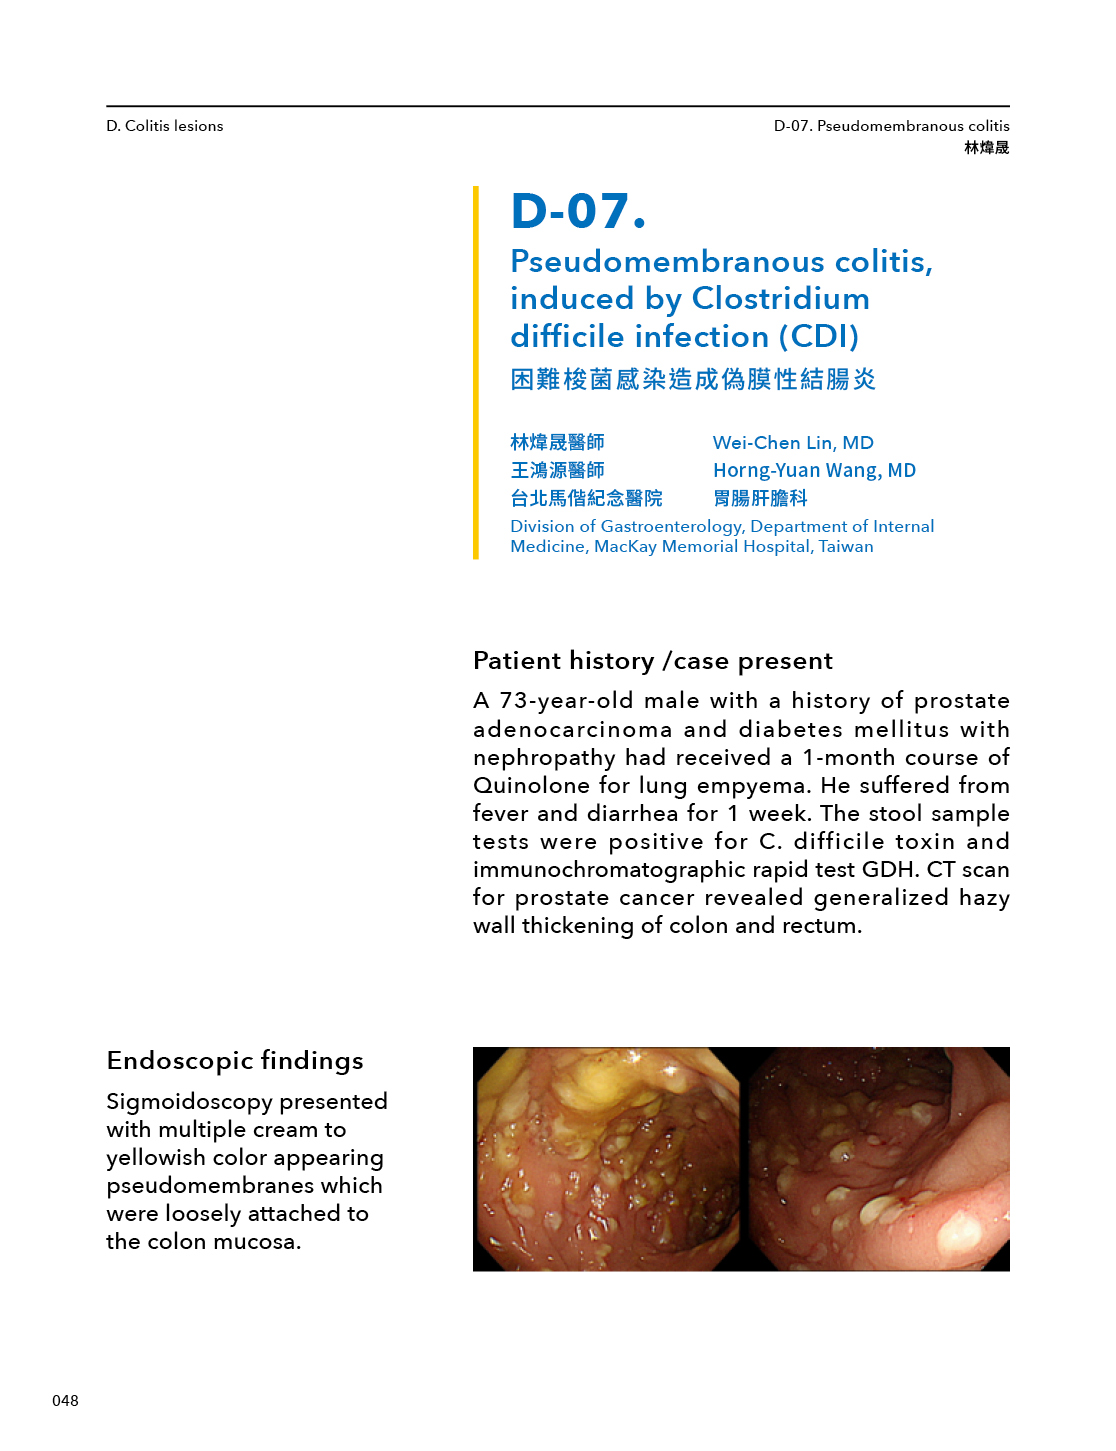 D. Colitis lesions
D-07. Pseudomembranous colitis
林煒晟
D-07.
Pseudomembranous colitis,
induced by Clostridium
difficile infection (CDI)
困難梭菌感染造成偽膜性結腸炎
林煒晟醫師 Wei-Chen Lin, MD
王鴻源醫師 Horng-Yuan Wang, MD
台北馬偕紀念醫院 胃腸肝膽科
Division of Gastroenterology, Department of Internal
Medicine, MacKay Memorial Hospital, Taiwan
Patient history /case present
A 73-year-old male with a history of prostate
adenocarcinoma and diabetes mellitus with
nephropathy had received a 1-month course of
Quinolone for lung empyema. He suffered from
fever and diarrhea for 1 week. The stool sample
tests were positive for C. difficile toxin and
immunochromatographic rapid test GDH. CT scan
for prostate cancer revealed generalized hazy
wall thickening of colon and rectum.
Endoscopic findings
Sigmoidoscopy presented
with multiple cream to
yellowish color appearing
pseudomembranes which
were loosely attached to
the colon mucosa.
048